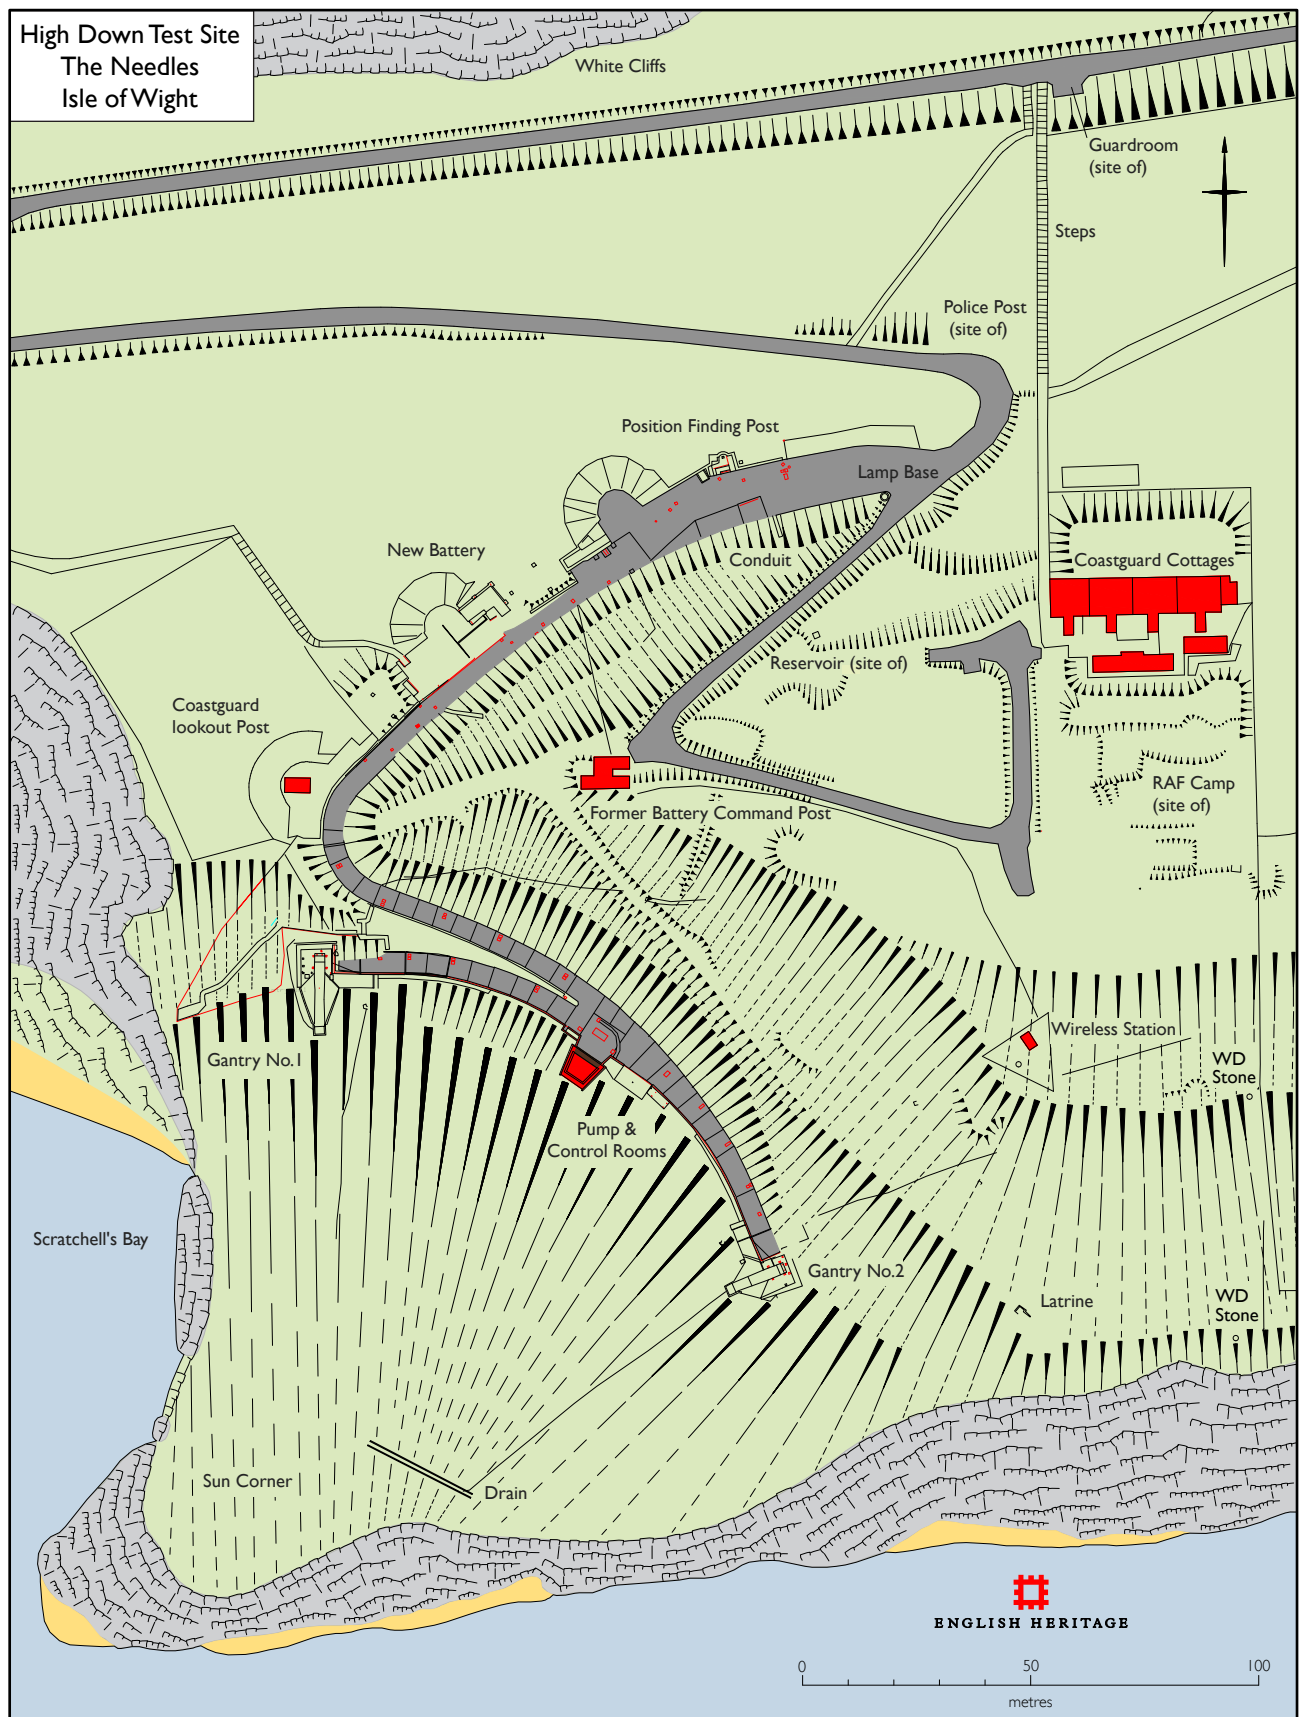 High Down Test Site
The Needles
Isle of Wight
White Cliffs
Guardroom
(site of)
Steps
Police Post
(site of)
Position Finding Post
Lamp Base
New Battery
Conduit
Coastguard Cottages
Reservoir (site of)
Coastguard
lookout Post
RAF Camp
(site of)
Former Battery Command Post
Wireless Station
Gantry No.1
WD
Stone
Pump &
Control Rooms
Scratchell's Bay
Gantry No.2
Latrine
WD
Stone
Sun Corner
Drain
ENGLISH HERITAGE
0 50 100
metres